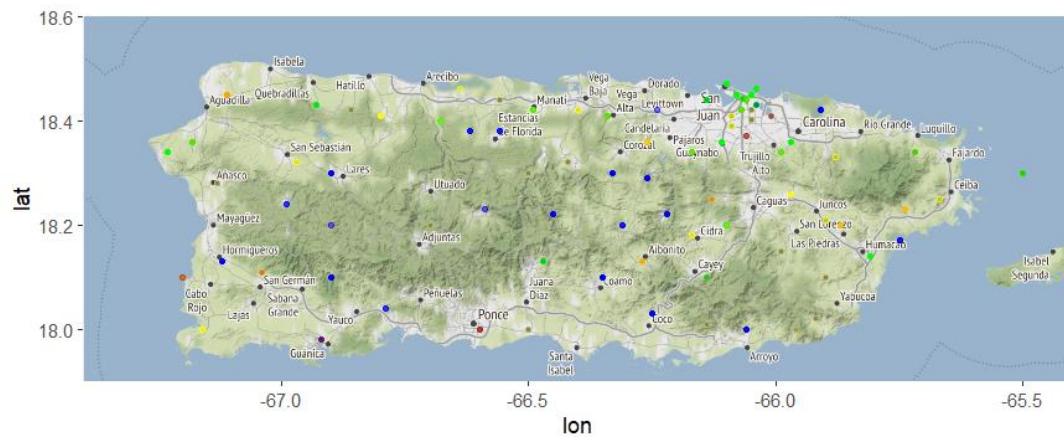 18.6
Isabela
Quebradillas
Hatillo
Arecibo
Aguadilla
Manatí
Vega
Baja
Vega
Alta
Dorado
Levittown
San
Juan
Carolina
Río Grande
Luquillo
18.4
lat
Estancias
de Florida
Candelaria
Corozal
Pájaros
Guaynabo
Trujillo
Alto
Fajardo
San Sebastián
Lares
Añasco
Utuado
Ceiba
Caguas
Juncos
18.2
Mayagüez
Hormigueros
Adjuntas
Aibonito
Cidra
Cayey
San Lorenzo
Las Piedras
Humacao
Isabel
Segunda
Cabo
Rojo
San Germán
Lajas
Sabana
Grande
Yauco
Peñuelas
Juana
Díaz
Coamo
Yabucoa
18.0
Ponce
Guánica
Santa
Isabel
Loco
Arroyo
-67.0
-66.5
-66.0
-65.5
lon